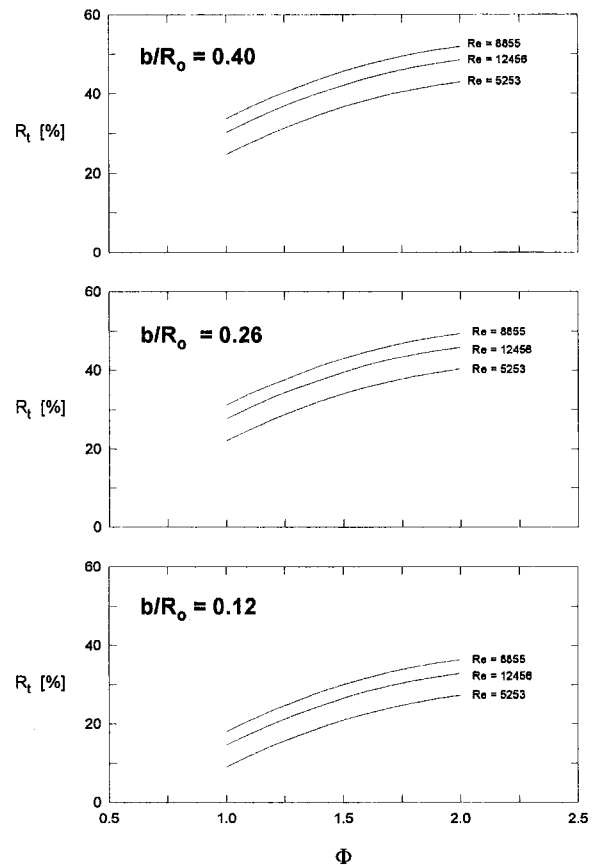 60
b/Rₒ = 0.40
Re = 8855
Re = 12456
40
Re = 5253
Rₜ [%]
20
0
60
b/Rₒ = 0.26
Re = 8855
Re = 12456
40
Re = 5253
Rₜ [%]
20
0
60
b/Rₒ = 0.12
40
Re = 8855
Re = 12456
Re = 5253
Rₜ [%]
20
0
0.5 1.0 1.5 2.0 2.5
Φ